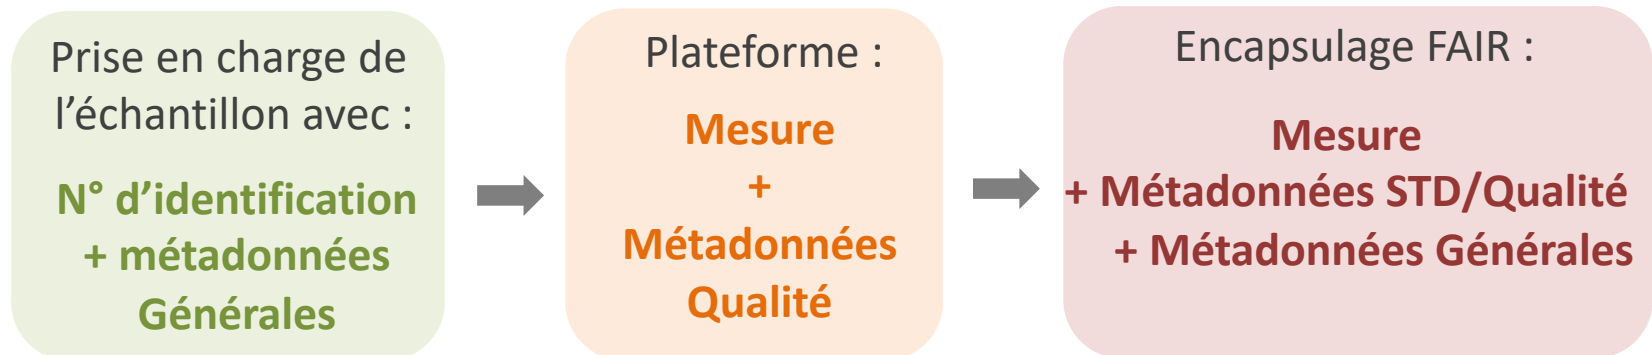 Prise en charge de
l’échantillon avec :
N° d’identification
+ métadonnées
Générales
Plateforme :
Mesure
+
Métadonnées
Qualité
Encapsulage FAIR :
Mesure
+ Métadonnées STD/Qualité
+ Métadonnées Générales